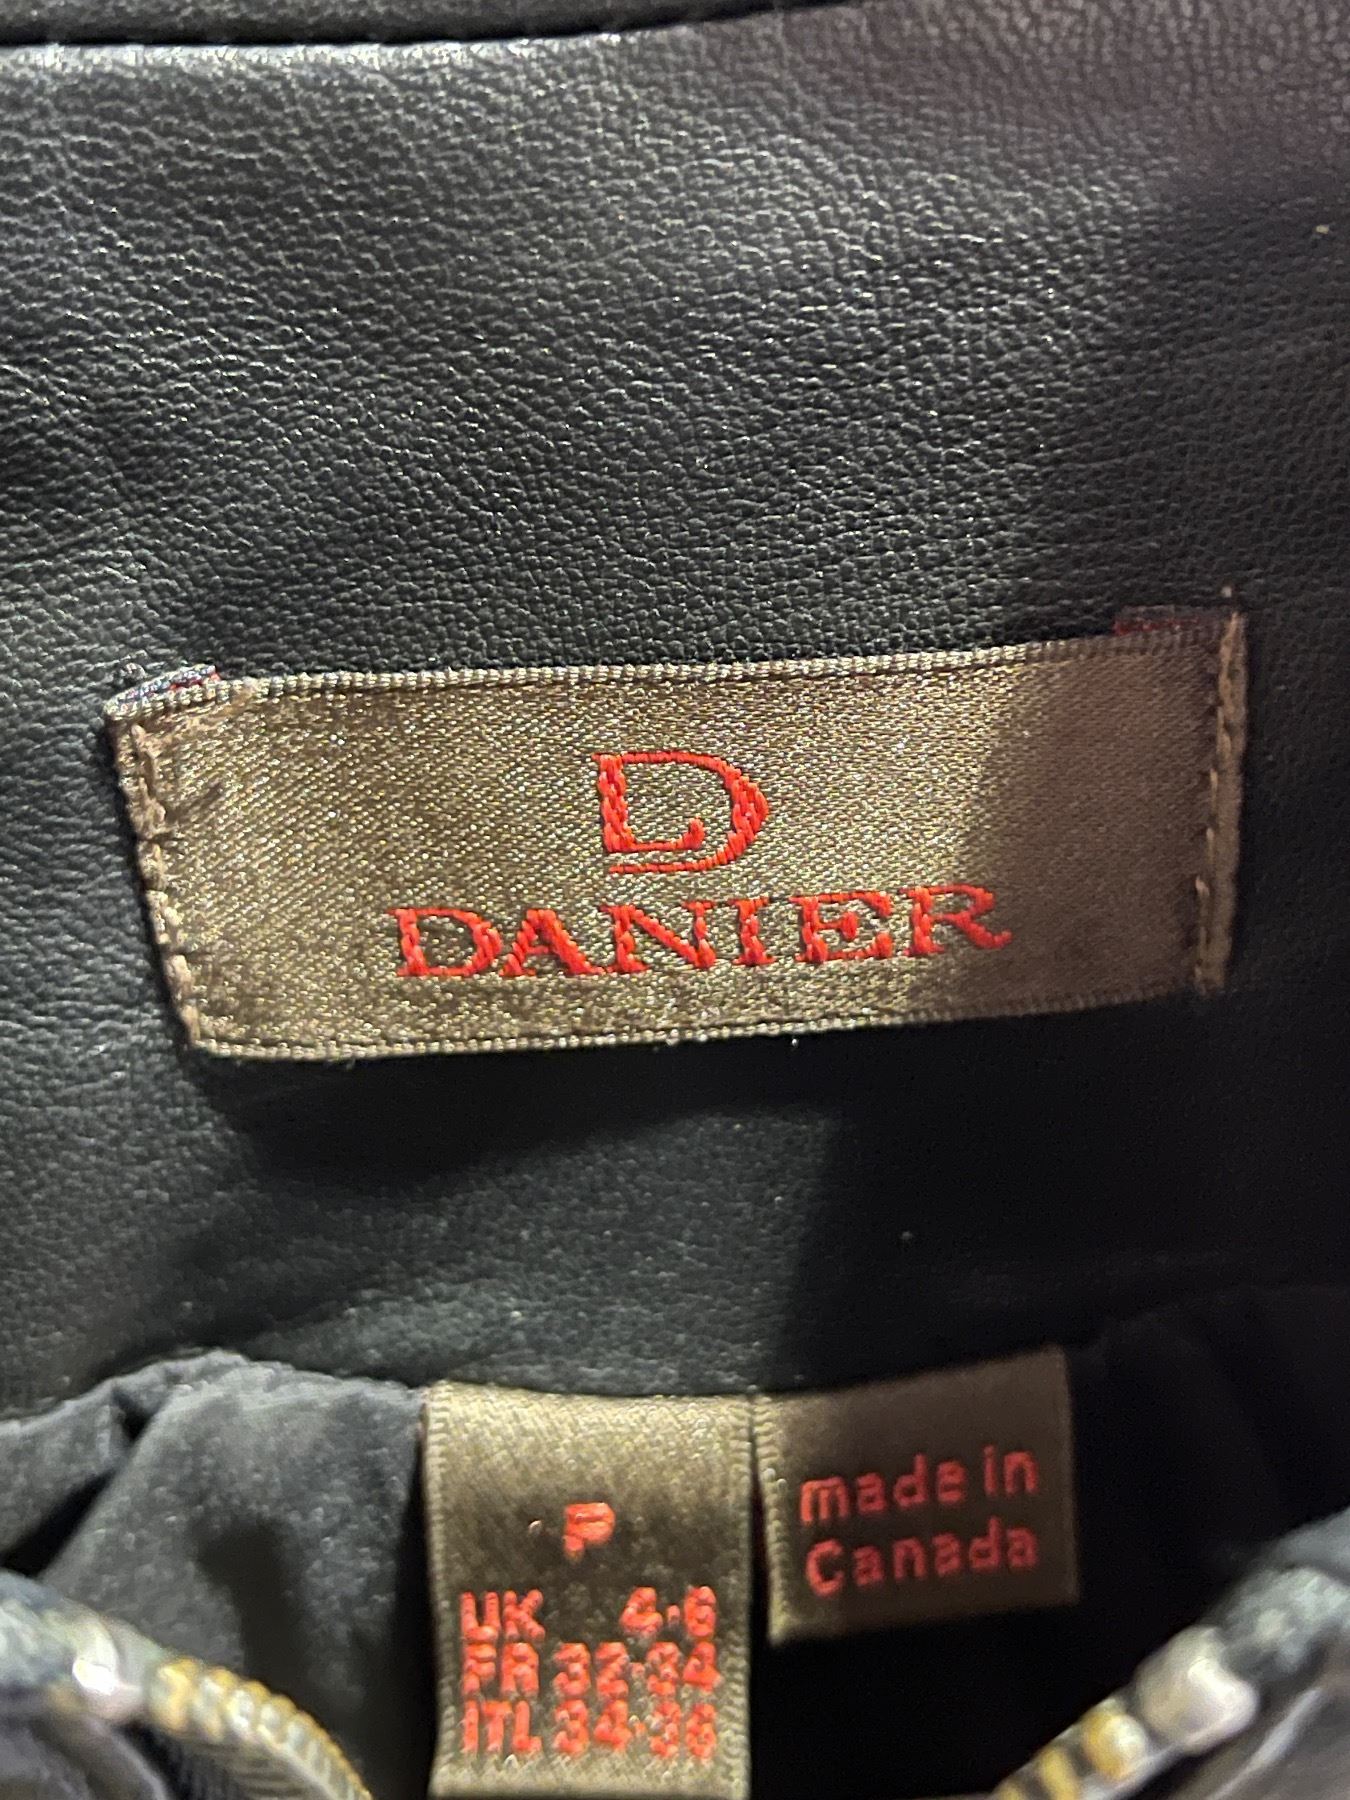 D
DANIER
P
UK 4-6
FR 32-34
ITL 34-36
made in
Canada